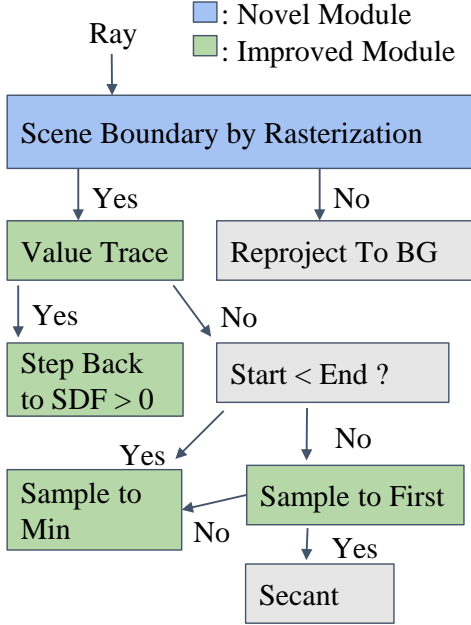 : Novel Module
Ray
: Improved Module
Scene Boundary by Rasterization
Yes
No
Value Trace
Reproject To BG
Yes
No
Step Back
to SDF > 0
Start < End ?
Yes
No
Sample to
Min
Sample to First
No
Yes
Secant